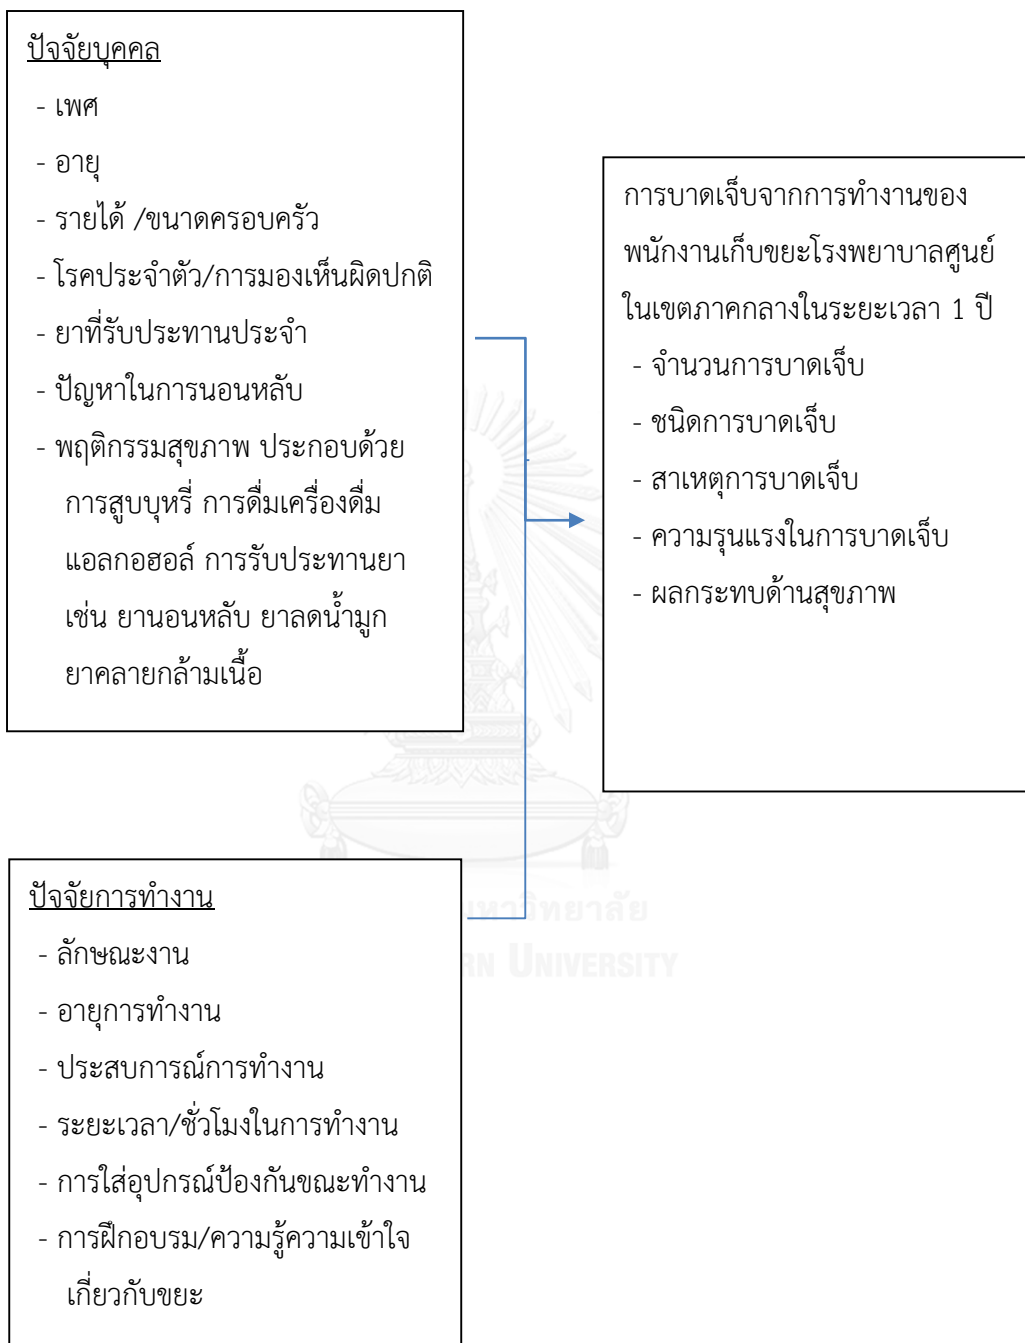 ปัจจัยบุคคล
- เพศ
- อายุ
- รายได้ /ขนาดครอบครัว
- โรคประจำตัว/การมองเห็นผิดปกติ
- ยาที่รับประทานประจำ
- ปัญหาในการนอนหลับ
- พฤติกรรมสุขภาพ ประกอบด้วย
การสูบบุหรี่ การดื่มเครื่องดื่ม
แอลกอฮอล์ การรับประทานยา
เช่น ยานอนหลับ ยาลดน้ำมูก
ยาคลายกล้ามเนื้อ
การบาดเจ็บจากการทำงานของ
พนักงานเก็บขยะโรงพยาบาลศูนย์
ในเขตภาคกลางในระยะเวลา 1 ปี
- จำนวนการบาดเจ็บ
- ชนิดการบาดเจ็บ
- สาเหตุการบาดเจ็บ
- ความรุนแรงในการบาดเจ็บ
- ผลกระทบด้านสุขภาพ
ปัจจัยการทำงาน
- ลักษณะงาน
- อายุการทำงาน
- ประสบการณ์การทำงาน
- ระยะเวลา/ชั่วโมงในการทำงาน
- การใส่อุปกรณ์ป้องกันขณะทำงาน
- การฝึกอบรม/ความรู้ความเข้าใจ
เกี่ยวกับขยะ
UNIVERSITY